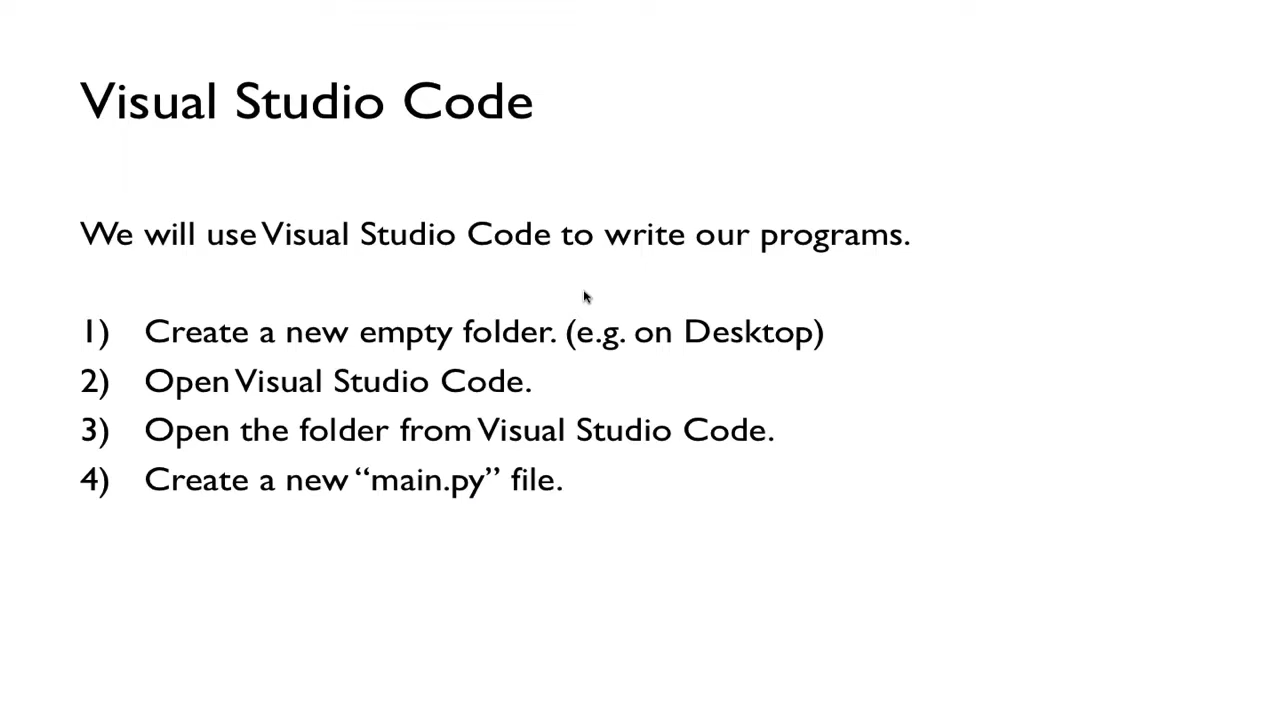 Visual Studio Code
We will use Visual Studio Code to write our programs.
1) Create a new empty folder. (e.g. on Desktop)
2) Open Visual Studio Code.
3) Open the folder from Visual Studio Code.
4) Create a new “main.py” file.